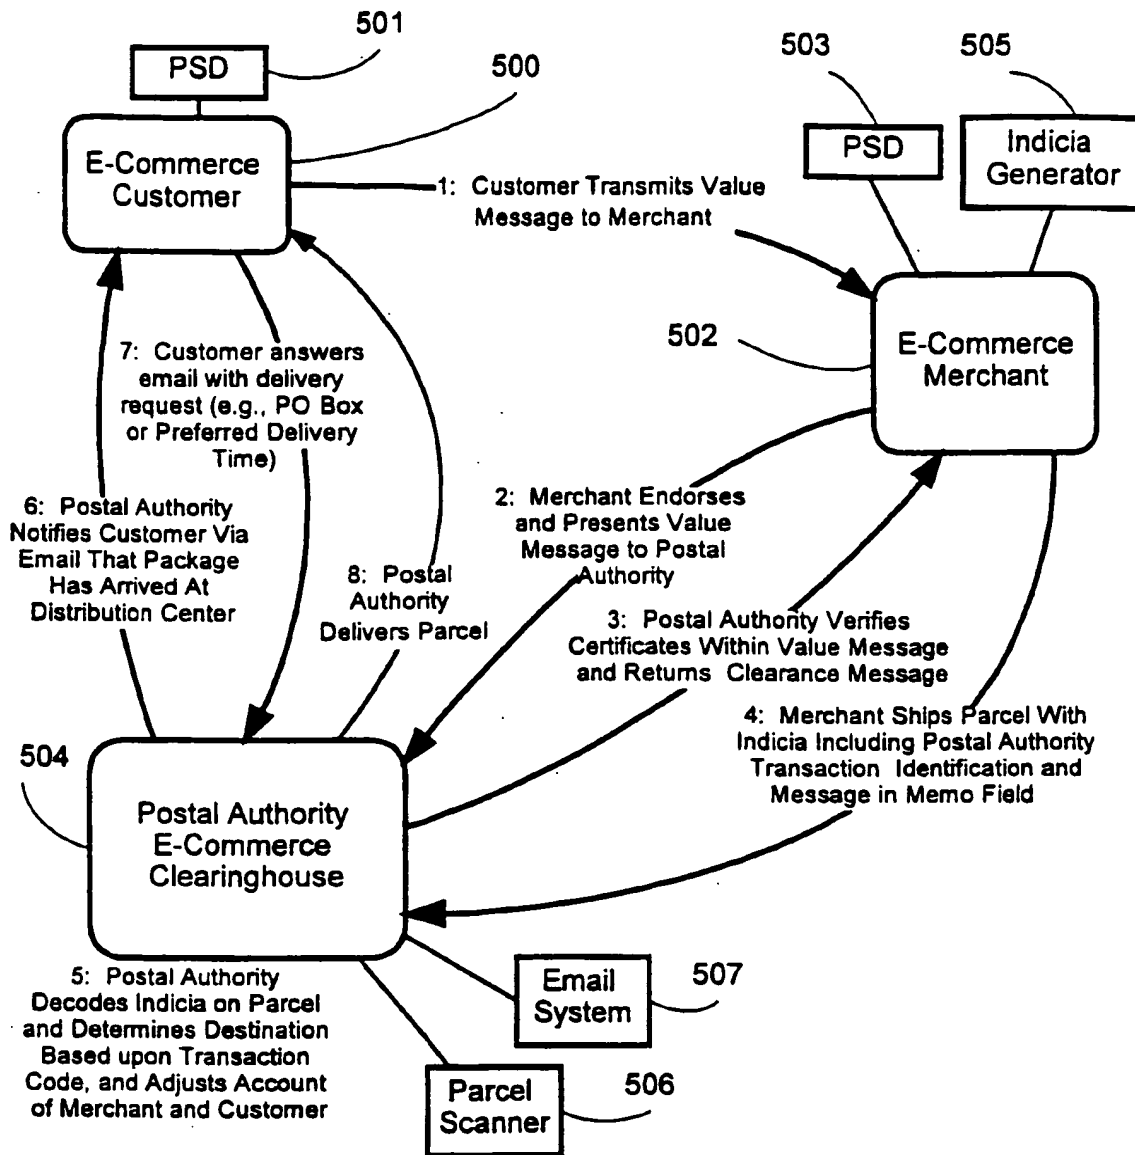 501
PSD
500
503
505
PSD
Indicia
Generator
E-Commerce
Customer
1: Customer Transmits Value
Message to Merchant
502
E-Commerce
Merchant
7: Customer answers
email with delivery
request (e.g., PO Box
or Preferred Delivery
Time)
6: Postal Authority
Notifies Customer Via
Email That Package
Has Arrived At
Distribution Center
8: Postal
Authority
Delivers Parcel
2: Merchant Endorses
and Presents Value
Message to Postal
Authority
3: Postal Authority Verifies
Certificates Within Value Message
and Returns Clearance Message
4: Merchant Ships Parcel With
Indicia Including Postal Authority
Transaction Identification and
Message in Memo Field
504
Postal Authority
E-Commerce
Clearinghouse
5: Postal Authority
Decodes Indicia on Parcel
and Determines Destination
Based upon Transaction
Code, and Adjusts Account
of Merchant and Customer
Email
System
507
Parcel
Scanner
506